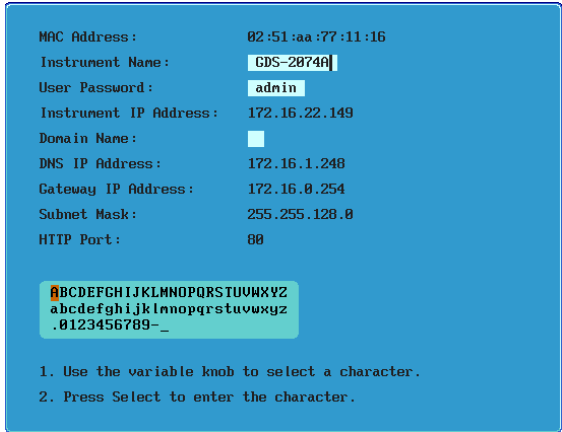 MAC Address: 02:51:aa:77:11:16
Instrument Name: GDS-2074A
User Password: admin
Instrument IP Address: 172.16.22.149
Domain Name:
DNS IP Address: 172.16.1.248
Gateway IP Address: 172.16.0.254
Subnet Mask: 255.255.128.0
HTTP Port: 80
ABCDEFGHIJKLMNOPQRSTUVWXYZ
abcdefghijklmnopqrstuvwxyz
.0123456789-_
1. Use the variable knob to select a character.
2. Press Select to enter the character.